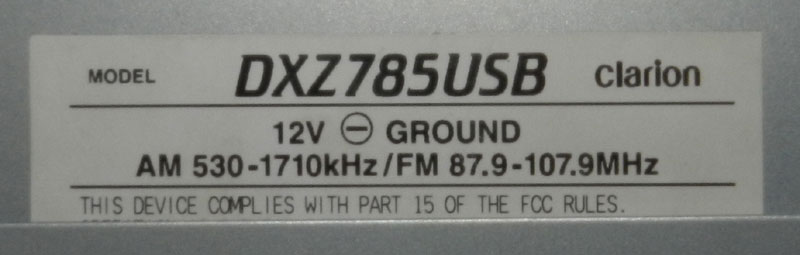 MODEL DXZ785USB clarion
12V ⊖ GROUND
AM 530-1710kHz/FM 87.9-107.9MHz
THIS DEVICE COMPLIES WITH PART 15 OF THE FCC RULES.